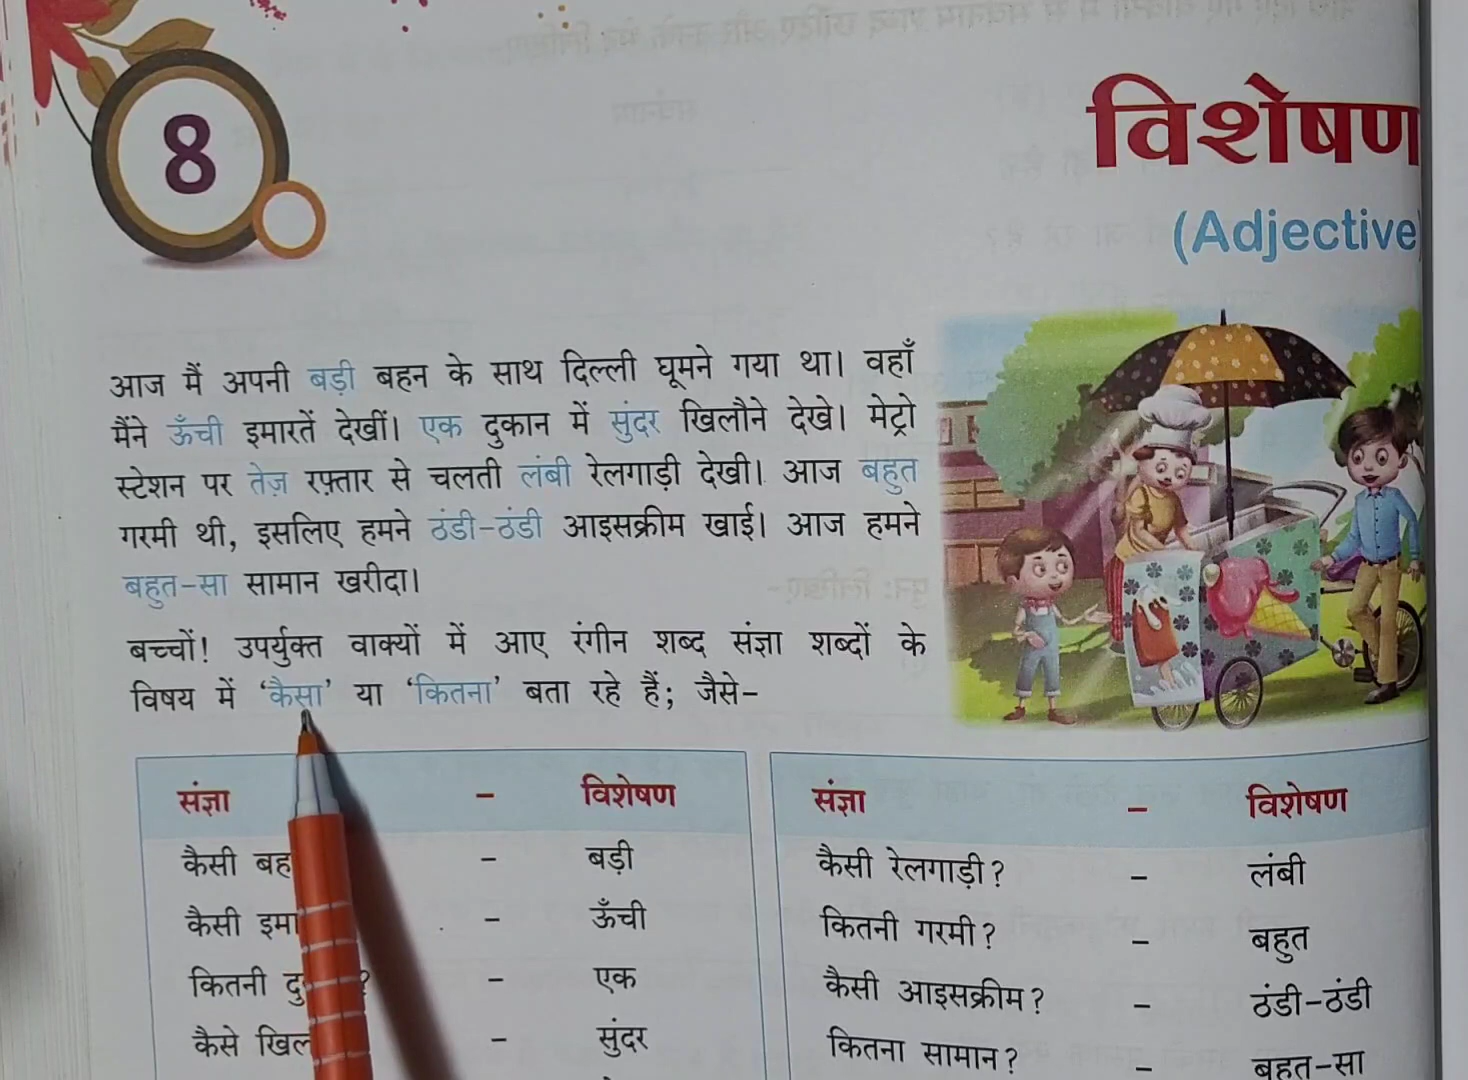 8
विशेषण
(Adjective)
आज मैं अपनी बड़ी बहन के साथ दिल्ली घूमने गया था। वहाँ
मैंने ऊँची इमारतें देखीं। एक दुकान में सुंदर खिलौने देखे। मेट्रो
स्टेशन पर तेज़ रफ़्तार से चलती लंबी रेलगाड़ी देखी। आज बहुत
गरमी थी, इसलिए हमने ठंडी-ठंडी आइसक्रीम खाई। आज हमने
बहुत-सा सामान खरीदा।
बच्चों! उपर्युक्त वाक्यों में आए रंगीन शब्द संज्ञा शब्दों के
विषय में ‘कैसा’ या ‘कितना’ बता रहे हैं; जैसे–
संज्ञा – विशेषण
कैसी – बड़ी
कैसी – ऊँची
कितनी – एक
कैसे – सुंदर
संज्ञा – विशेषण
कैसी रेलगाड़ी? – लंबी
कितनी गरमी? – बहुत
कैसी आइसक्रीम? – ठंडी-ठंडी
कितना सामान? – बहुत-सा